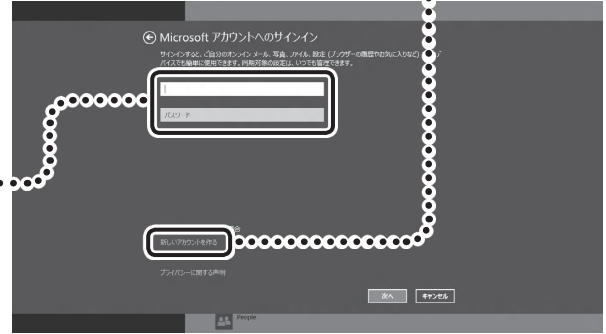 Microsoft アカウントへのサインイン
サインインすると、ご自分のオンライン メール、写真、ファイル、設定 (ブラウザーの履歴やお気に入りなど)
バイスでも簡単に使用できます。同期対象の設定は、いつでも管理できます。
パスワード
新しいアカウントを作る
プライバシーに関する声明
次へ
キャンセル
People